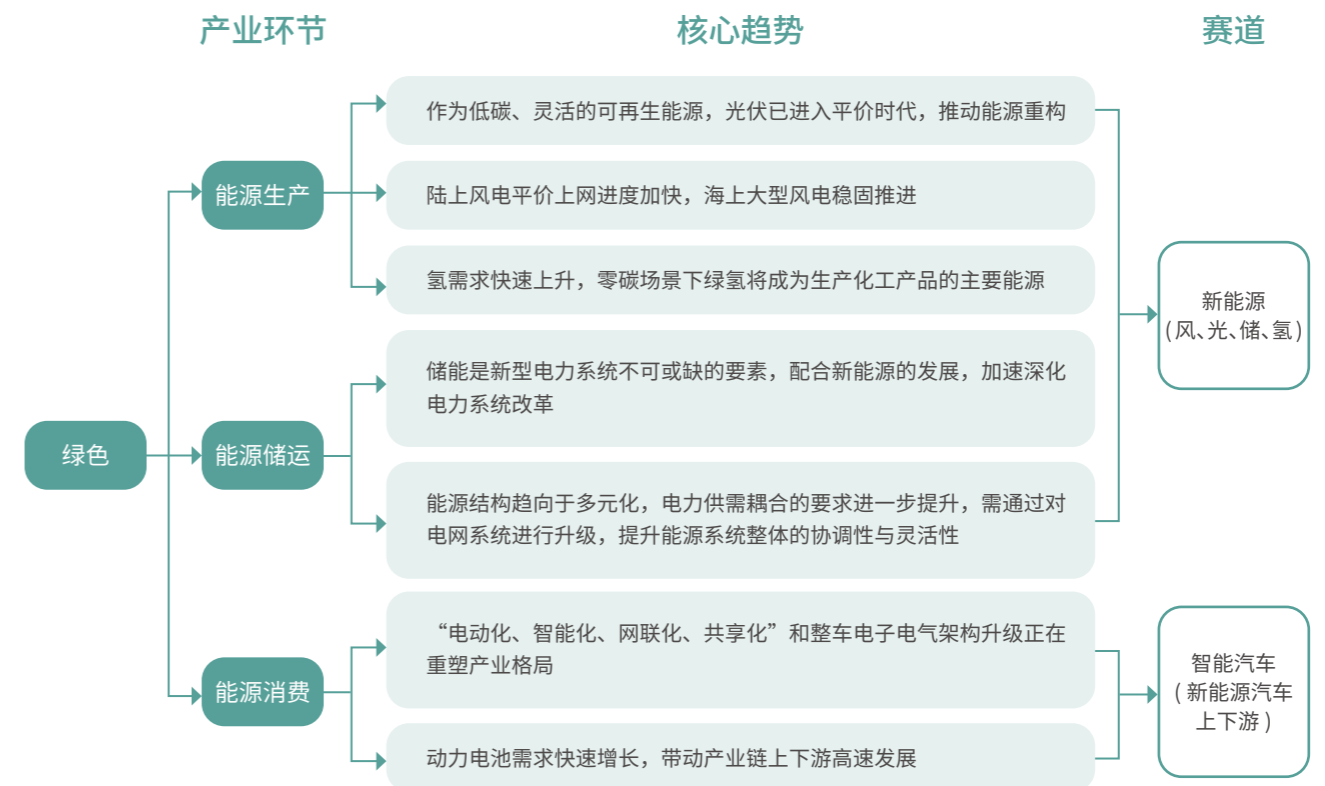 产业环节
核心趋势
赛道
绿色
能源生产
作为低碳、灵活的可再生能源，光伏已进入平价时代，推动能源重构
陆上风电平价上网进度加快，海上大型风电稳固推进
氢需求快速上升，零碳场景下绿氢将成为生产化工产品的主要能源
能源储运
储能是新型电力系统不可或缺的要素，配合新能源的发展，加速深化
电力系统改革
能源结构趋向于多元化，电力供需耦合的要求进一步提升，需通过对
电网系统进行升级，提升能源系统整体的协调性与灵活性
新能源
(风、光、储、氢)
能源消费
“电动化、智能化、网联化、共享化”和整车电子电气架构升级正在
重塑产业格局
动力电池需求快速增长，带动产业链上下游高速发展
智能汽车
( 新能源汽车
上下游 )